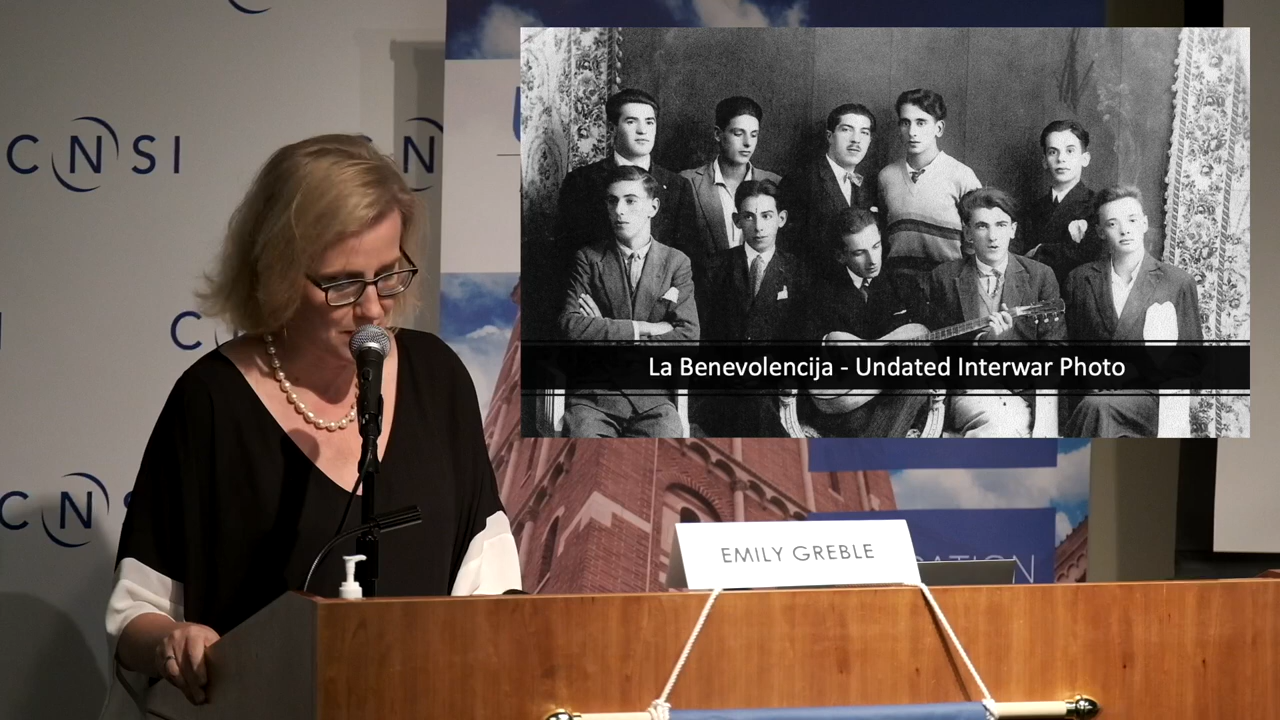 CNSI
La Benevolencija - Undated Interwar Photo
CNSI
EMILY GREBLE